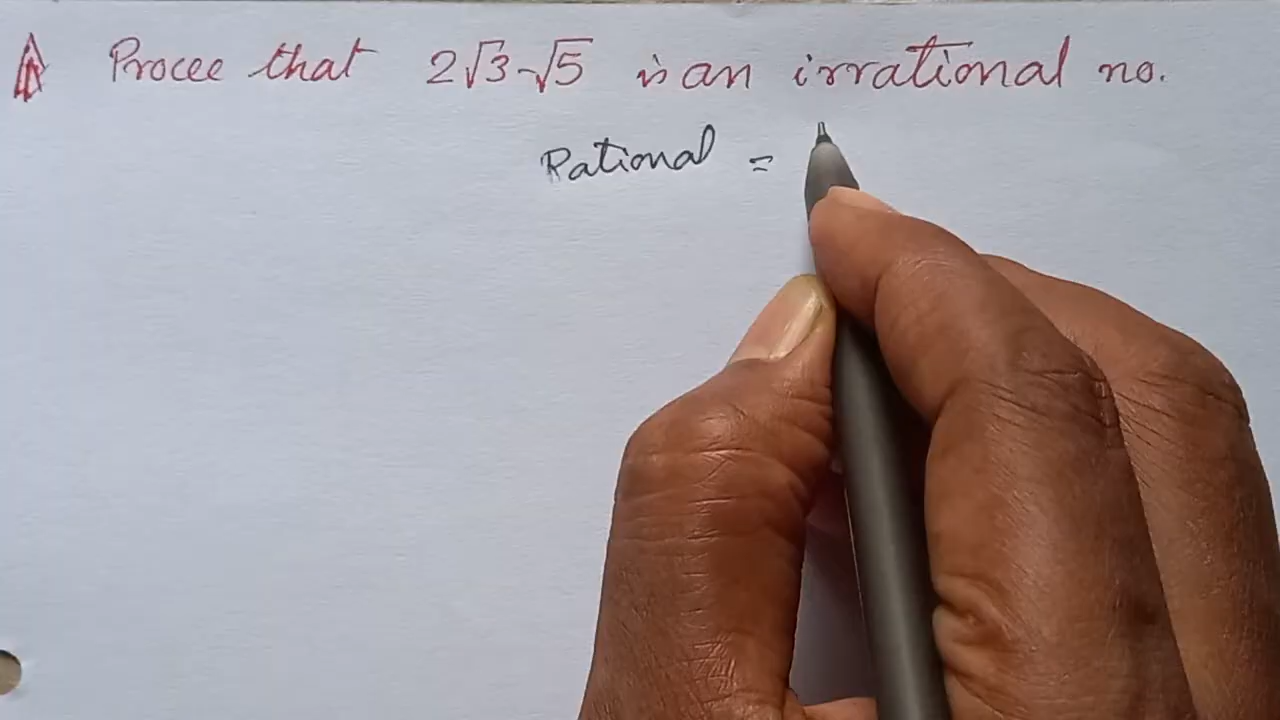 Procee that 2√3-√5 is an irrational no.
Rational =